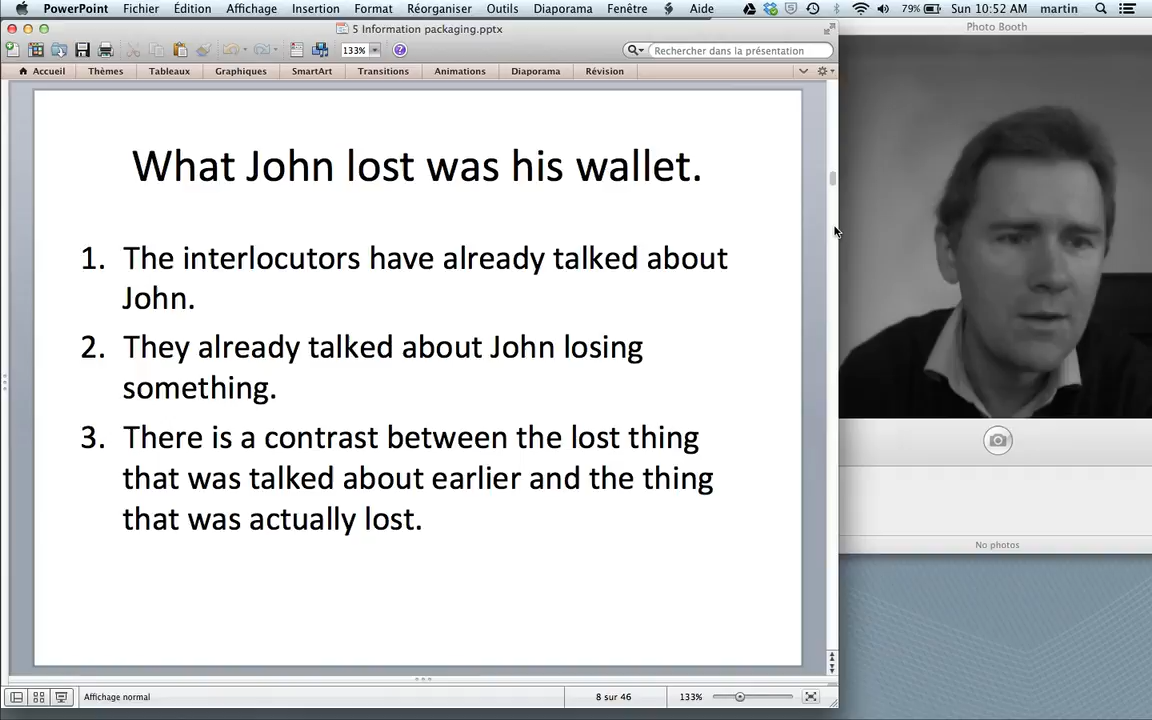 PowerPoint Fichier Édition Affichage Insertion Format Réorganiser Outils Diaporama Fenêtre Aide 79% Sun 10:52 AM martin
5 Information packaging.pptx
Photo Booth
133% Rechercher dans la présentation
Accueil Thèmes Tableaux Graphiques SmartArt Transitions Animations Diaporama Révision
What John lost was his wallet.
1. The interlocutors have already talked about
John.
2. They already talked about John losing
something.
3. There is a contrast between the lost thing
that was talked about earlier and the thing
that was actually lost.
No photos
Affichage normal 8 sur 46 133%